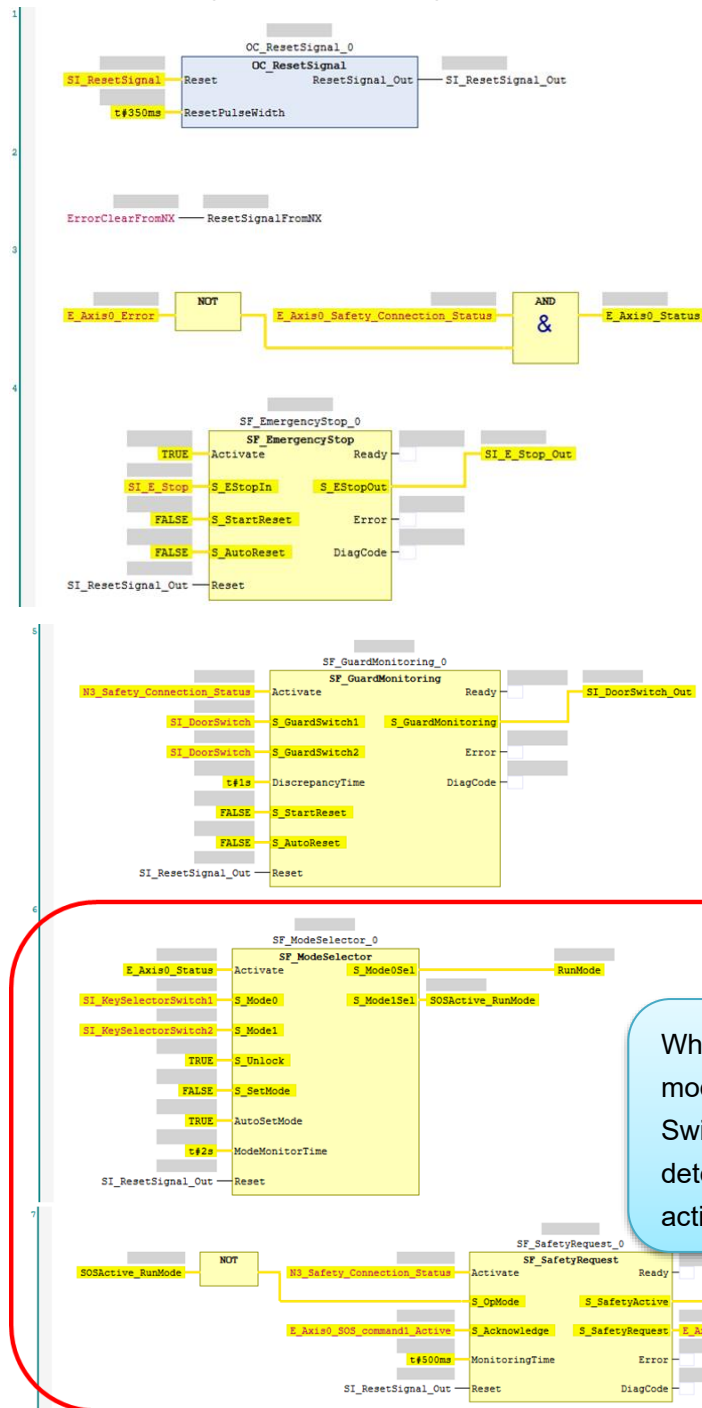 1
OC_ResetSignal_0
OC_ResetSignal
SI_ResetSignal Reset ResetSignal_Out SI_ResetSignal_Out
t#350ms ResetPulseWidth
2
ErrorClearFromNX ResetSignalFromNX
3
NOT AND
E_Axis0_Error E_Axis0_Safety_Connection_Status & E_Axis0_Status
4
SF_EmergencyStop_0
SF_EmergencyStop
TRUE Activate Ready SI_E_Stop_Out
SI_E_Stop S_EStopIn S_EStopOut
FALSE S_StartReset Error
FALSE S_AutoReset DiagCode
SI_ResetSignal_Out Reset
5
SF_GuardMonitoring_0
SF_GuardMonitoring
N3_Safety_Connection_Status Activate Ready SI_DoorSwitch_Out
SI_DoorSwitch S_GuardSwitch1 S_GuardMonitoring
SI_DoorSwitch S_GuardSwitch2 Error
t#1s DiscrepancyTime DiagCode
FALSE S_StartReset
FALSE S_AutoReset
SI_ResetSignal_Out Reset
6
SF_ModeSelector_0
SF_ModeSelector
E_Axis0_Status Activate S_Mode0Sel RunMode
SI_KeySelectorSwitch1 S_Mode0 S_Mode1Sel SOSActive_RunMode
SI_KeySelectorSwitch2 S_Mode1
TRUE S_Unlock
FALSE S_SetMode
TRUE AutoSetMode
t#2s ModeMonitorTime
SI_ResetSignal_Out Reset
Wh
mod
Swi
dete
acti
7
SF_SafetyRequest_0
NOT SF_SafetyRequest
SOSActive_RunMode N3_Safety_Connection_Status Activate Ready
S_OpMode S_SafetyActive
E_Axis0_SOS_command1_Active S_Acknowledge S_SafetyRequest
t#500ms MonitoringTime Error
SI_ResetSignal_Out Reset DiagCode